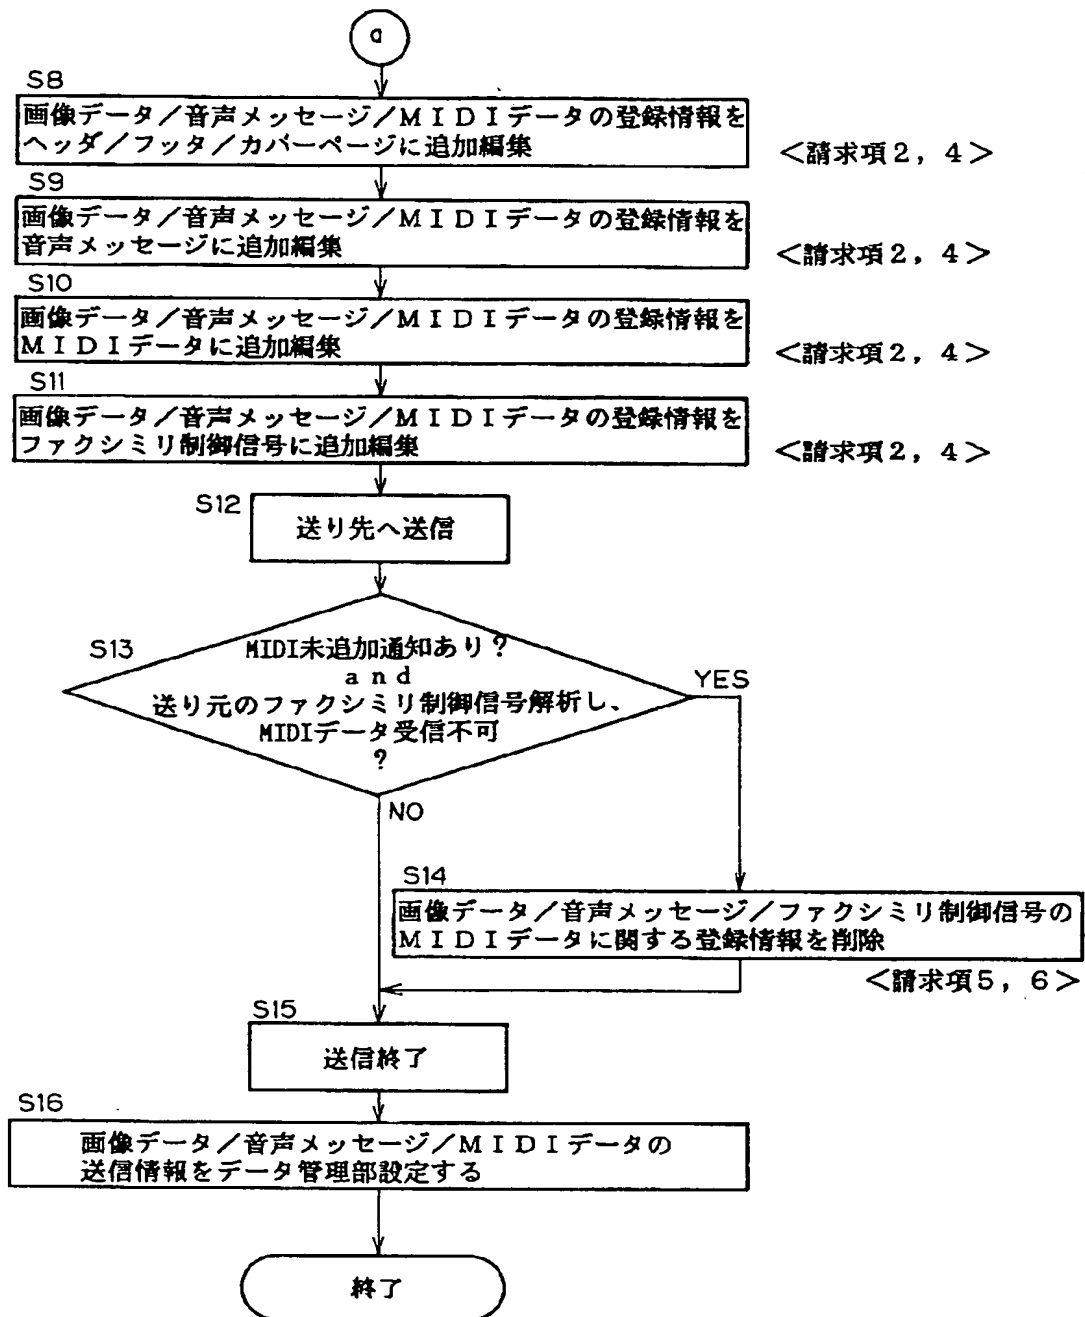 a
S8
画像データ/音声メッセージ/MIDIデータの登録情報を
ヘッダ/フッタ/カバーページに追加編集
<請求項2,4>
S9
画像データ/音声メッセージ/MIDIデータの登録情報を
音声メッセージに追加編集
<請求項2,4>
S10
画像データ/音声メッセージ/MIDIデータの登録情報を
MIDIデータに追加編集
<請求項2,4>
S11
画像データ/音声メッセージ/MIDIデータの登録情報を
ファクシミリ制御信号に追加編集
<請求項2,4>
S12
送り先へ送信
S13
MIDI未追加通知あり?
and
送り元のファクシミリ制御信号解析し、
MIDIデータ受信不可
?
YES
NO
S14
画像データ/音声メッセージ/ファクシミリ制御信号の
MIDIデータに関する登録情報を削除
<請求項5,6>
S15
送信終了
S16
画像データ/音声メッセージ/MIDIデータの
送信情報をデータ管理部設定する
終了